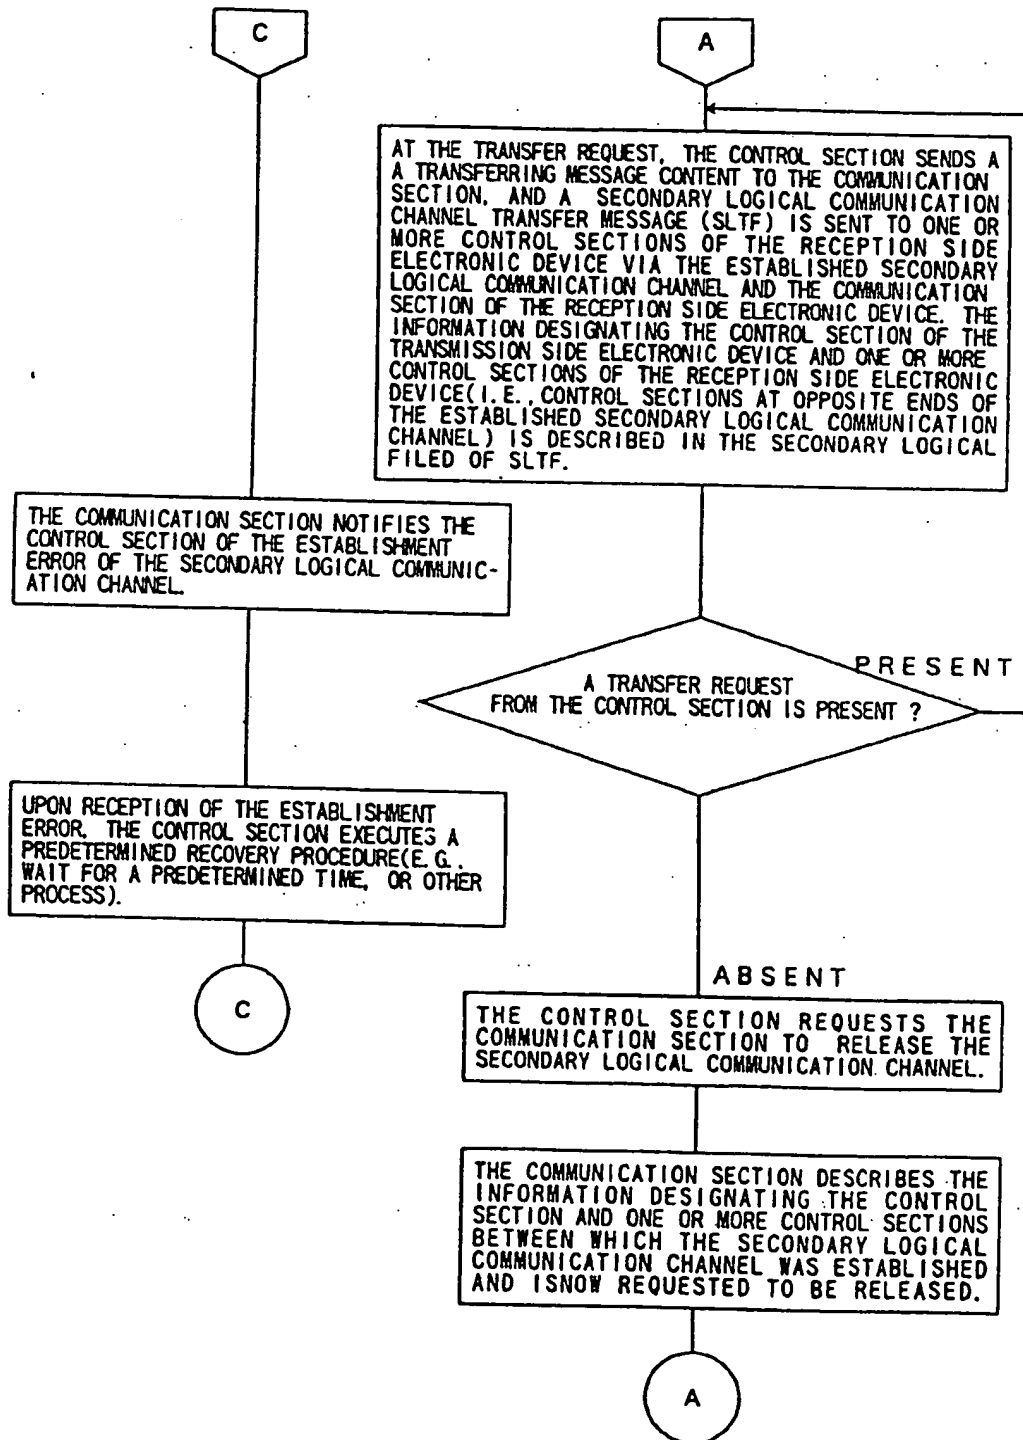 C
A
AT THE TRANSFER REQUEST, THE CONTROL SECTION SENDS A
A TRANSFERRING MESSAGE CONTENT TO THE COMMUNICATION
SECTION, AND A SECONDARY LOGICAL COMMUNICATION
CHANNEL TRANSFER MESSAGE (SLTF) IS SENT TO ONE OR
MORE CONTROL SECTIONS OF THE RECEPTION SIDE
ELECTRONIC DEVICE VIA THE ESTABLISHED SECONDARY
LOGICAL COMMUNICATION CHANNEL AND THE COMMUNICATION
SECTION OF THE RECEPTION SIDE ELECTRONIC DEVICE. THE
INFORMATION DESIGNATING THE CONTROL SECTION OF THE
TRANSMISSION SIDE ELECTRONIC DEVICE AND ONE OR MORE
CONTROL SECTIONS OF THE RECEPTION SIDE ELECTRONIC
DEVICE(I.E., CONTROL SECTIONS AT OPPOSITE ENDS OF
THE ESTABLISHED SECONDARY LOGICAL COMMUNICATION
CHANNEL) IS DESCRIBED IN THE SECONDARY LOGICAL
FILED OF SLTF.
THE COMMUNICATION SECTION NOTIFIES THE
CONTROL SECTION OF THE ESTABLISHMENT
ERROR OF THE SECONDARY LOGICAL COMMUNIC-
ATION CHANNEL.
PRESENT
A TRANSFER REQUEST
FROM THE CONTROL SECTION IS PRESENT ?
UPON RECEPTION OF THE ESTABLISHMENT
ERROR, THE CONTROL SECTION EXECUTES A
PREDETERMINED RECOVERY PROCEDURE(E.G.,
WAIT FOR A PREDETERMINED TIME, OR OTHER
PROCESS).
C
ABSENT
THE CONTROL SECTION REQUESTS THE
COMMUNICATION SECTION TO RELEASE THE
SECONDARY LOGICAL COMMUNICATION CHANNEL.
THE COMMUNICATION SECTION DESCRIBES THE
INFORMATION DESIGNATING THE CONTROL
SECTION AND ONE OR MORE CONTROL SECTIONS
BETWEEN WHICH THE SECONDARY LOGICAL
COMMUNICATION CHANNEL WAS ESTABLISHED
AND ISNOW REQUESTED TO BE RELEASED.
A